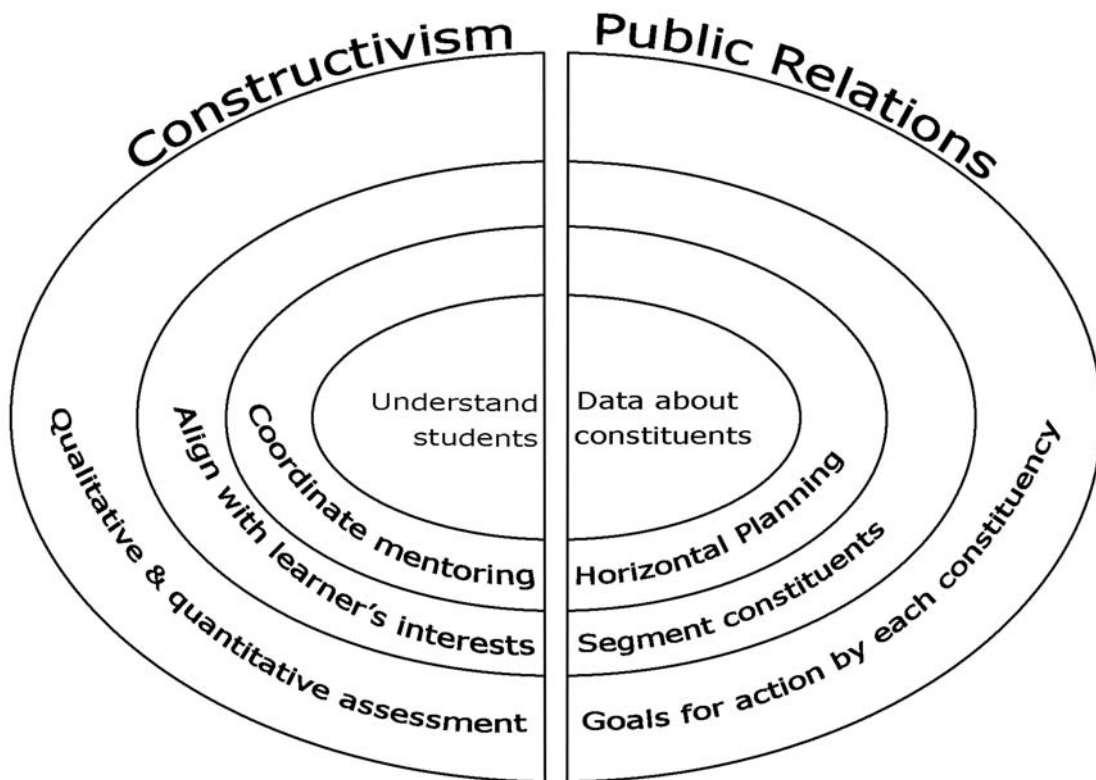 Constructivism
Public Relations
Understand
students
Data about
constituents
Coordinate mentoring
Horizontal Planning
Align with learner's interests
Segment constituents
Qualitative & quantitative assessment
Goals for action by each constituency